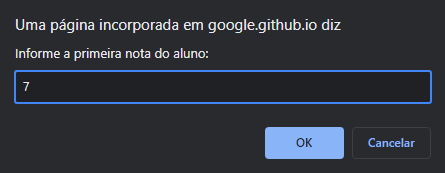 Uma página incorporada em google.github.io diz
Informe a primeira nota do aluno:
7
OK
Cancelar